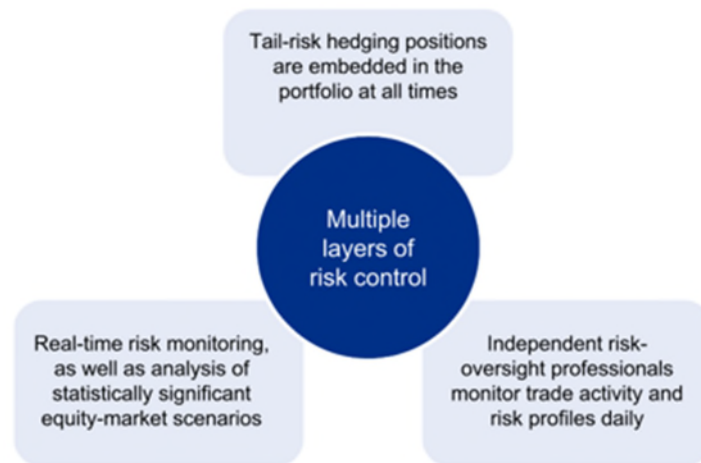 Tail-risk hedging positions
are embedded in the
portfolio at all times
Multiple
layers of
risk control
Real-time risk monitoring,
as well as analysis of
statistically significant
equity-market scenarios
Independent risk-
oversight professionals
monitor trade activity and
risk profiles daily